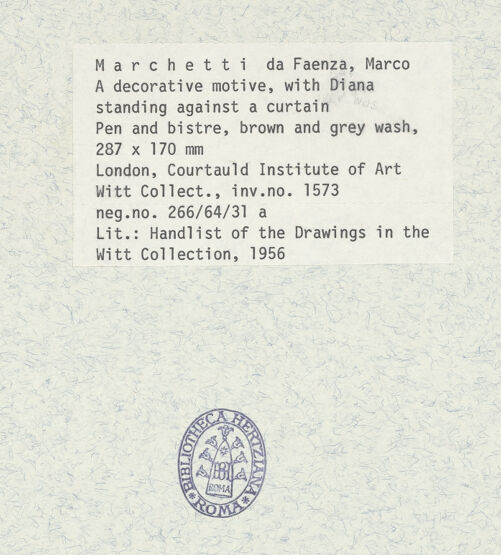 M a r c h e t t i da Faenza, Marco
A decorative motive, with Diana
standing against a curtain
Pen and bistre, brown and grey wash,
287 x 170 mm
London, Courtauld Institute of Art
Witt Collect., inv.no. 1573
neg.no. 266/64/31 a
Lit.: Handlist of the Drawings in the
Witt Collection, 1956
BIBLIOTHECA HERTZIANA
ROMA
ROMA